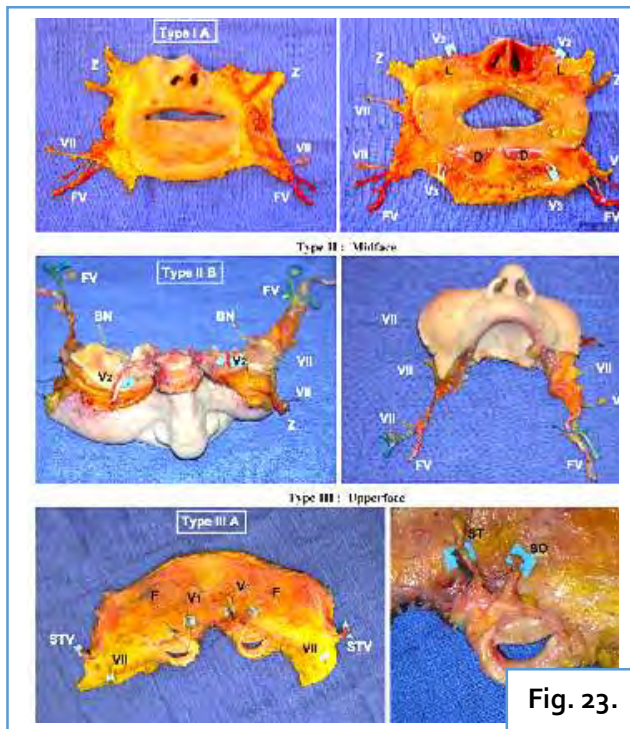 Type I A
Z
Z
VII
VII
FV
FV
V2
V2
Z
L
L
Z
VII
D
D
V3
V3
FV
FV
Type II : Midface
Type II B
FV
FV
BN
BN
V2
V2
VII
VII
Z
VII
VII
VII
VII
FV
FV
Type III : Upperface
Type III A
F
F
V1
STV
STV
VII
VII
ST
SO
Fig. 23.